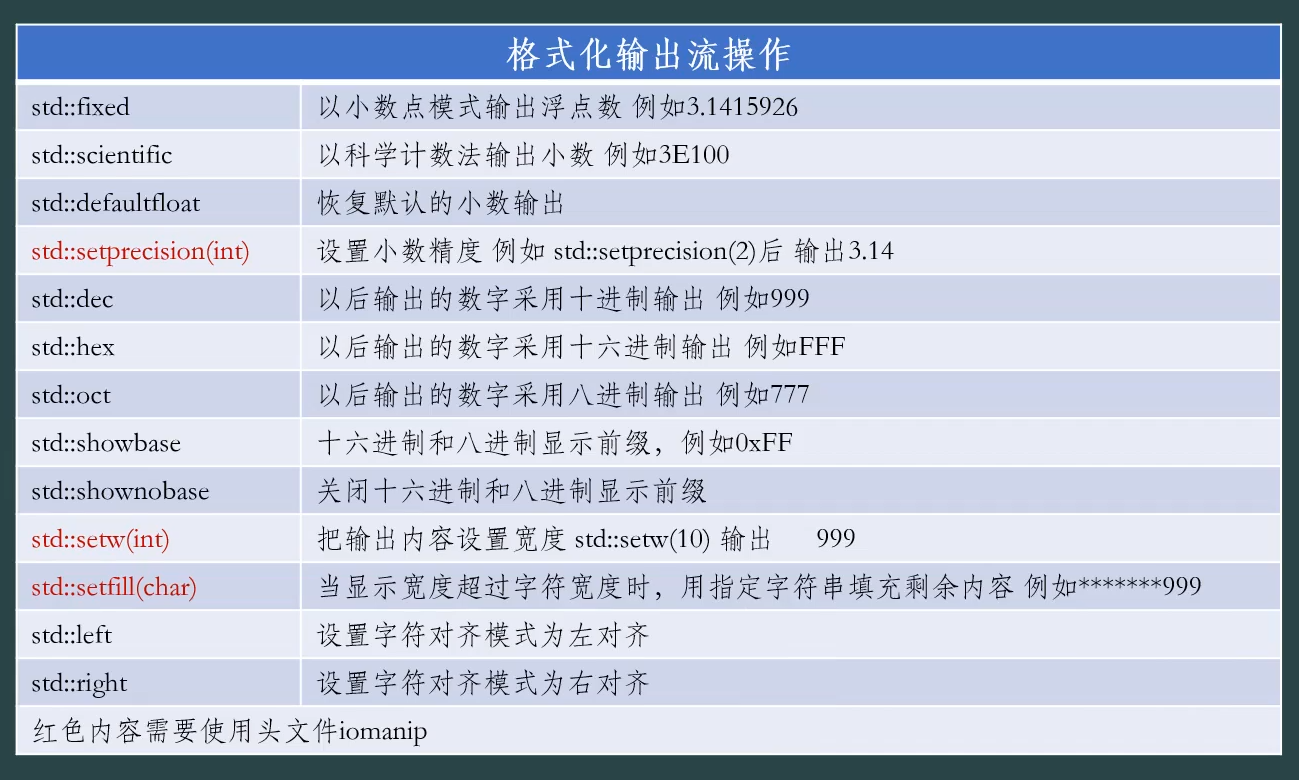 格式化输出流操作
std::fixed 以小数点模式输出浮点数 例如3.1415926
std::scientific 以科学计数法输出小数 例如3E100
std::defaultfloat 恢复默认的小数输出
std::setprecision(int) 设置小数精度 例如 std::setprecision(2)后 输出3.14
std::dec 以后输出的数字采用十进制输出 例如999
std::hex 以后输出的数字采用十六进制输出 例如FFF
std::oct 以后输出的数字采用八进制输出 例如777
std::showbase 十六进制和八进制显示前缀，例如0xFF
std::shownobase 关闭十六进制和八进制显示前缀
std::setw(int) 把输出内容设置宽度 std::setw(10) 输出 999
std::setfill(char) 当显示宽度超过字符宽度时，用指定字符串填充剩余内容 例如*******999
std::left 设置字符对齐模式为左对齐
std::right 设置字符对齐模式为右对齐
红色内容需要使用头文件iomanip